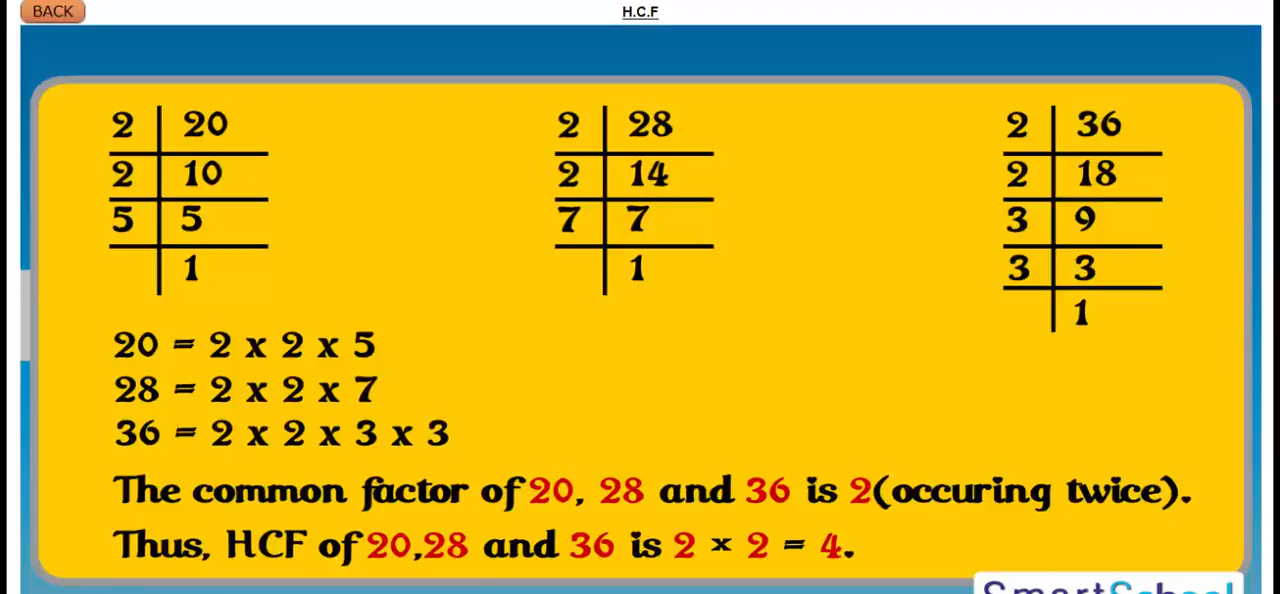 BACK
H.C.F
2 20
2 10
5 5
1
2 28
2 14
7 7
1
2 36
2 18
3 9
3 3
1
20 = 2 x 2 x 5
28 = 2 x 2 x 7
36 = 2 x 2 x 3 x 3
The common factor of 20, 28 and 36 is 2(occuring twice).
Thus, HCF of 20,28 and 36 is 2 × 2 = 4.
SmartSchool